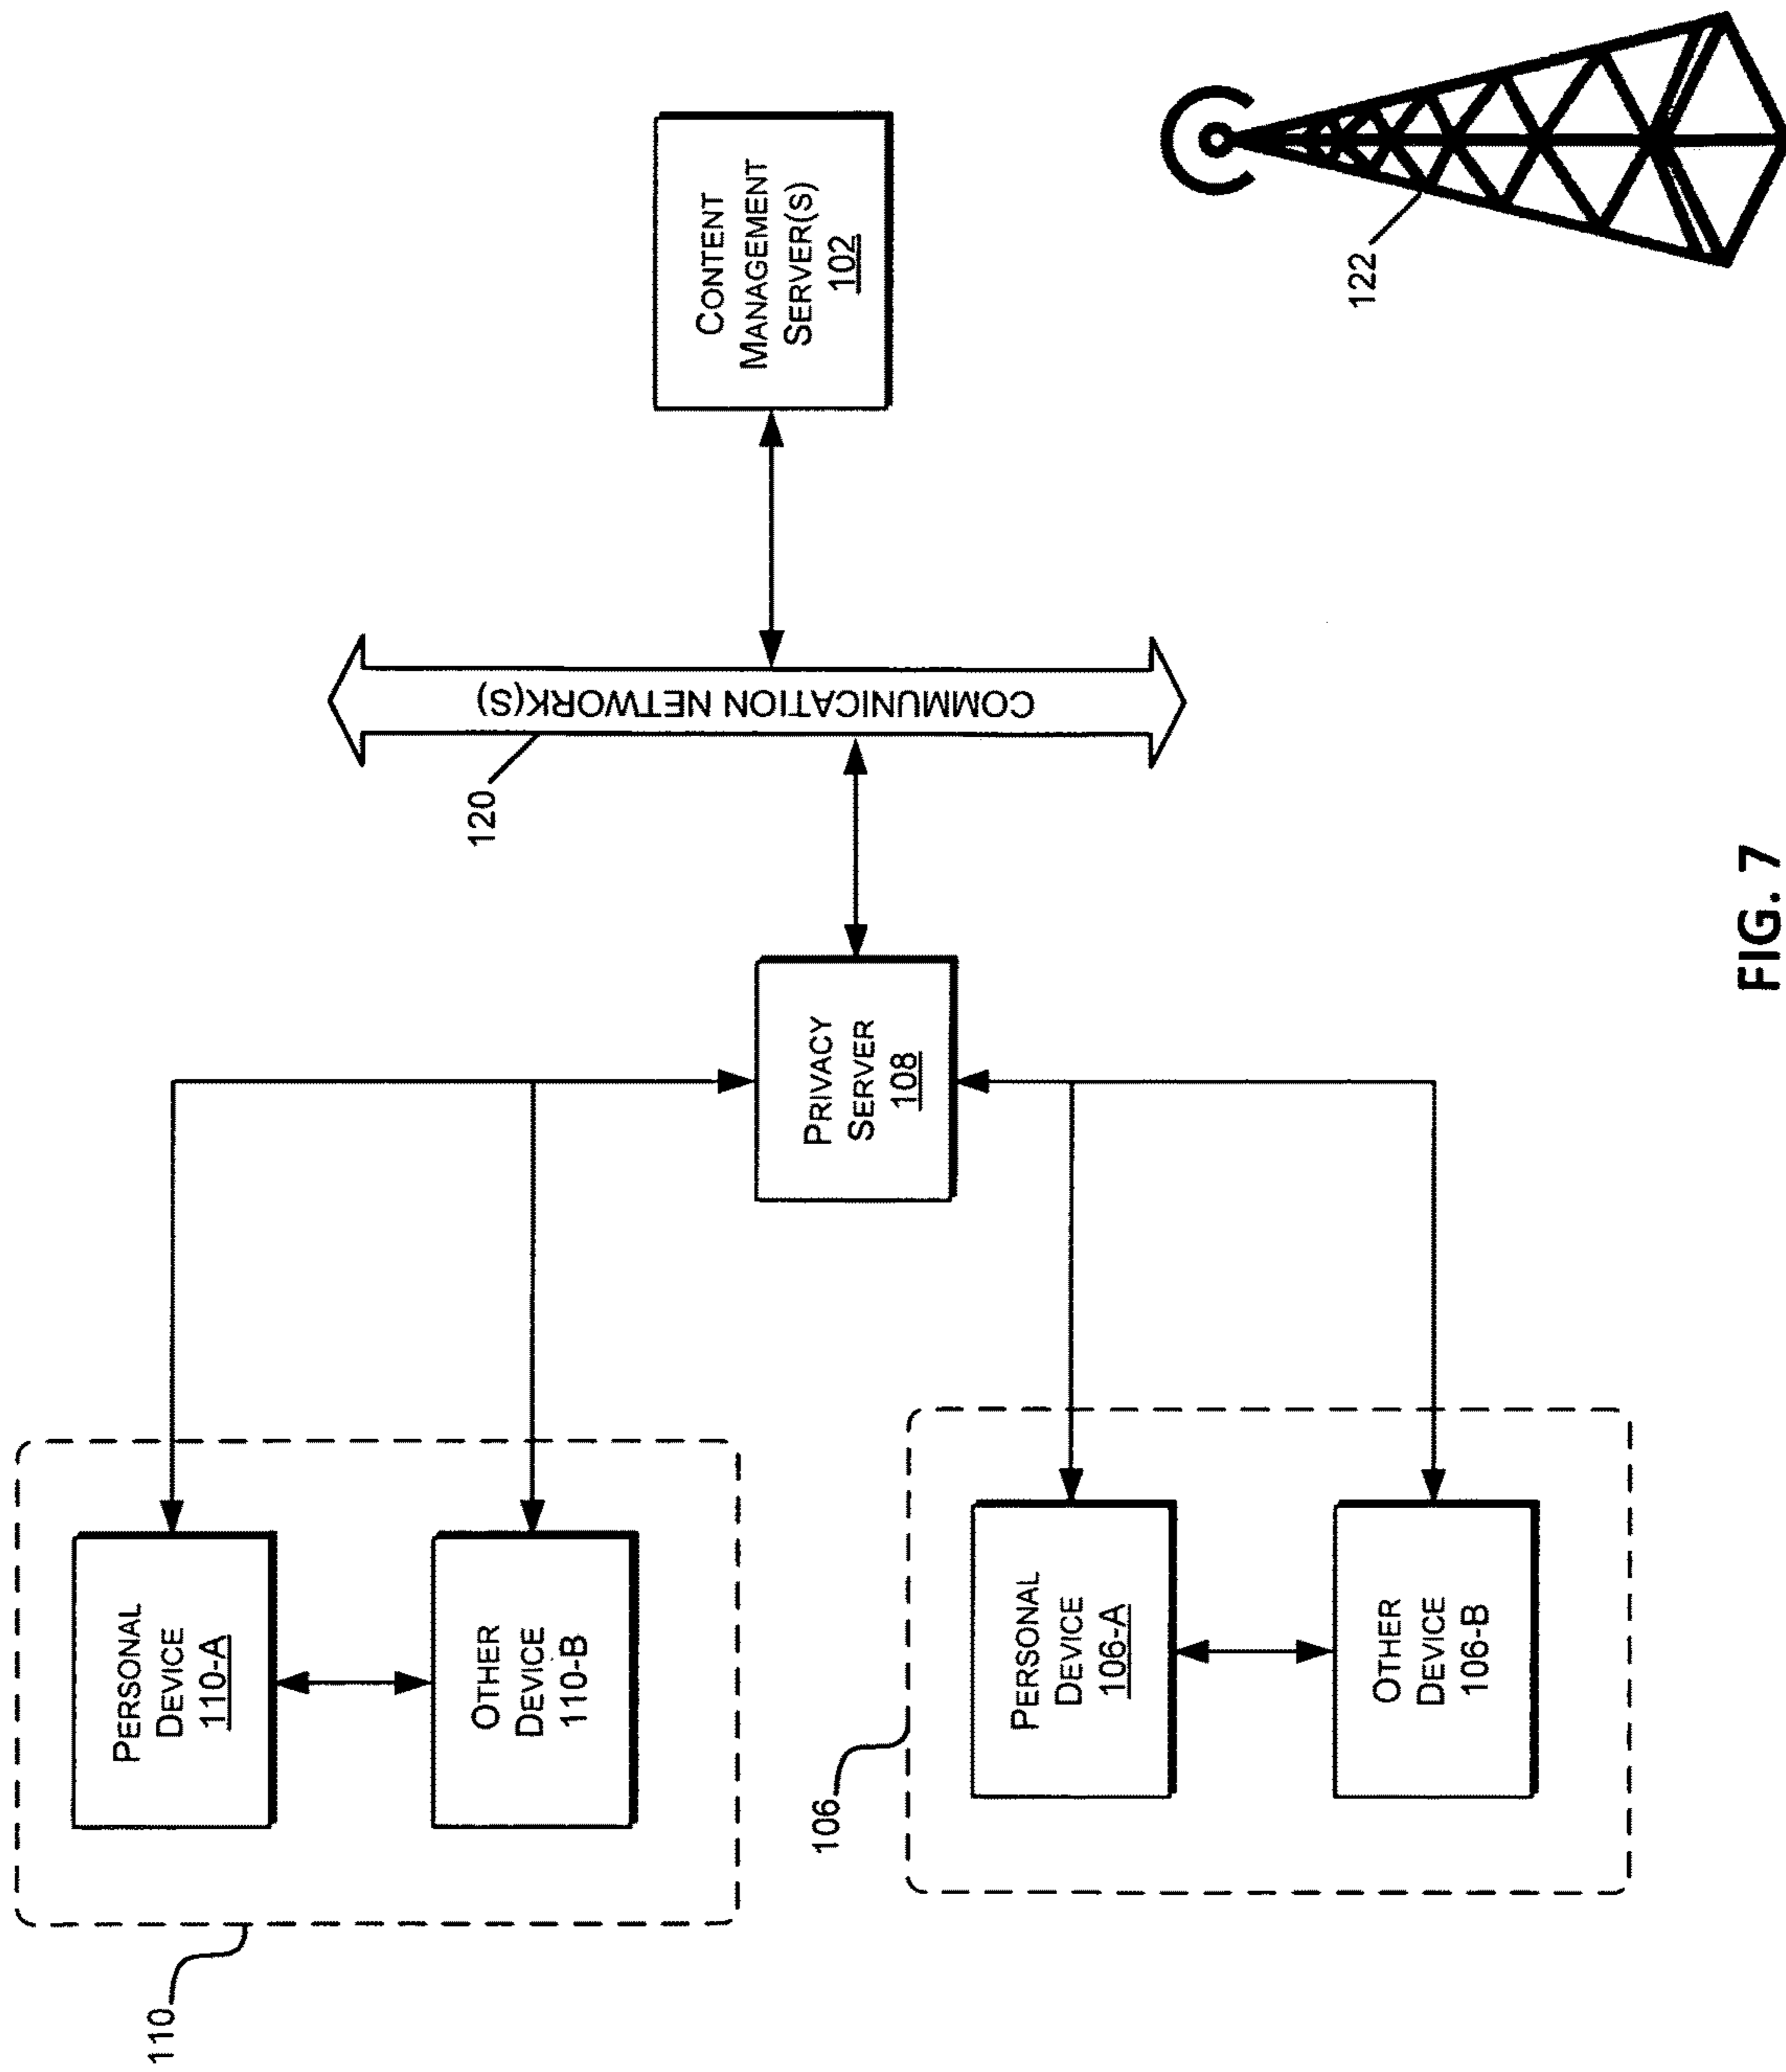 110
PERSONAL
DEVICE
110-A
OTHER
DEVICE
110-B
106
PERSONAL
DEVICE
106-A
OTHER
DEVICE
106-B
PRIVACY
SERVER
108
120
COMMUNICATION NETWORK(S)
CONTENT
MANAGEMENT
SERVER(S)
102
122
FIG. 7